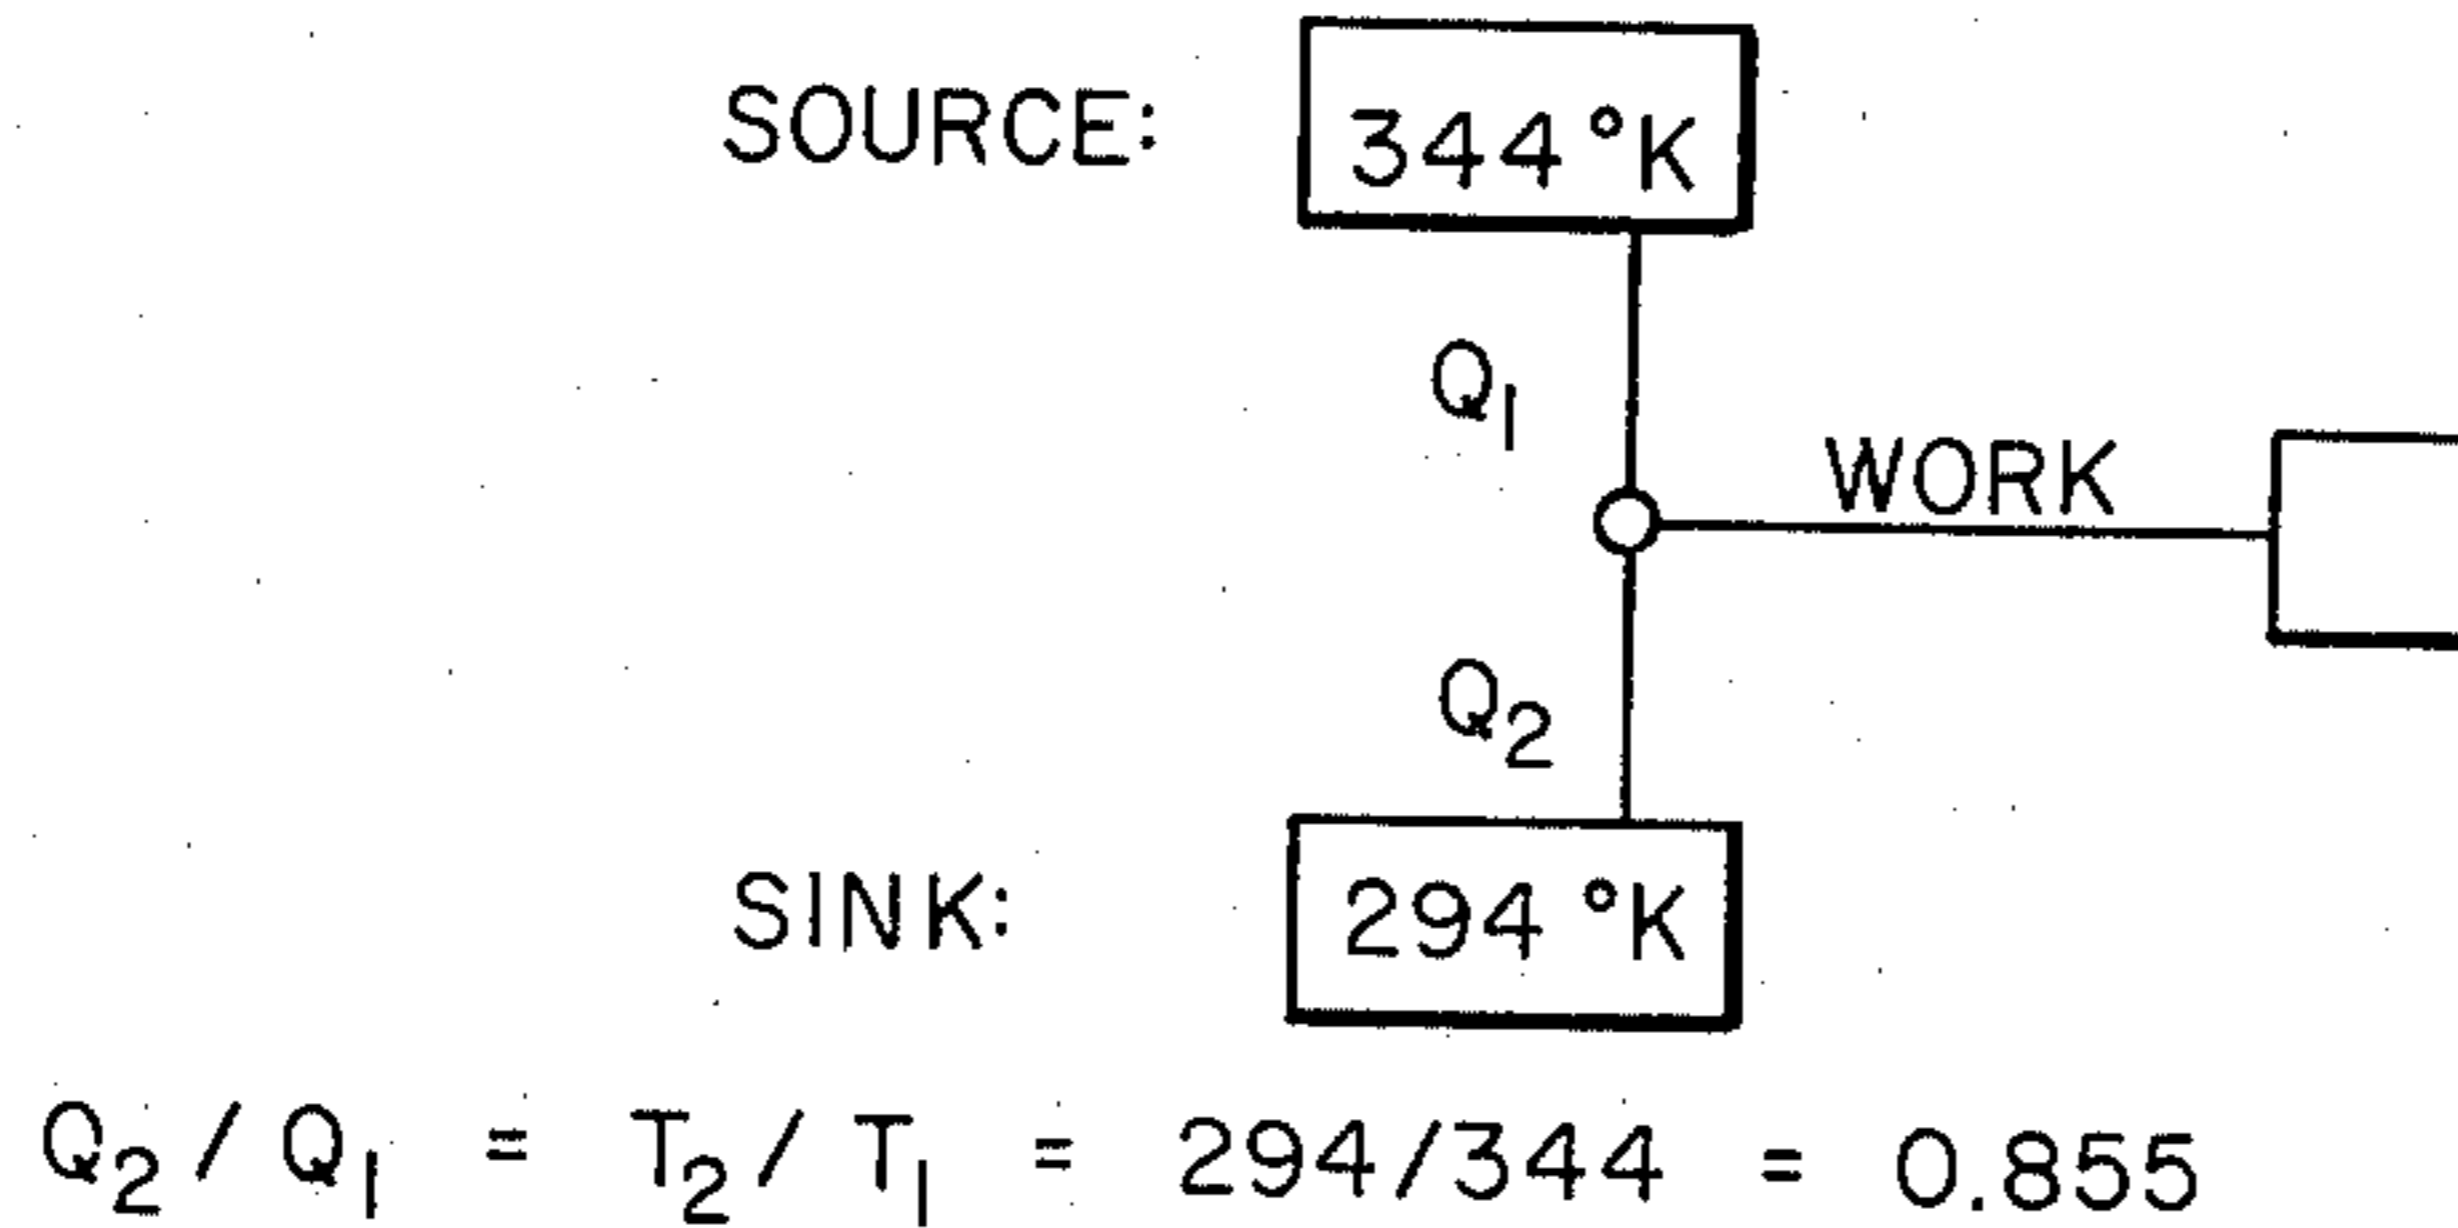 SOURCE: 344 °K
Q1
WORK
Q2
SINK: 294 °K
Q2/Q1 = T2/T1 = 294/344 = 0.855